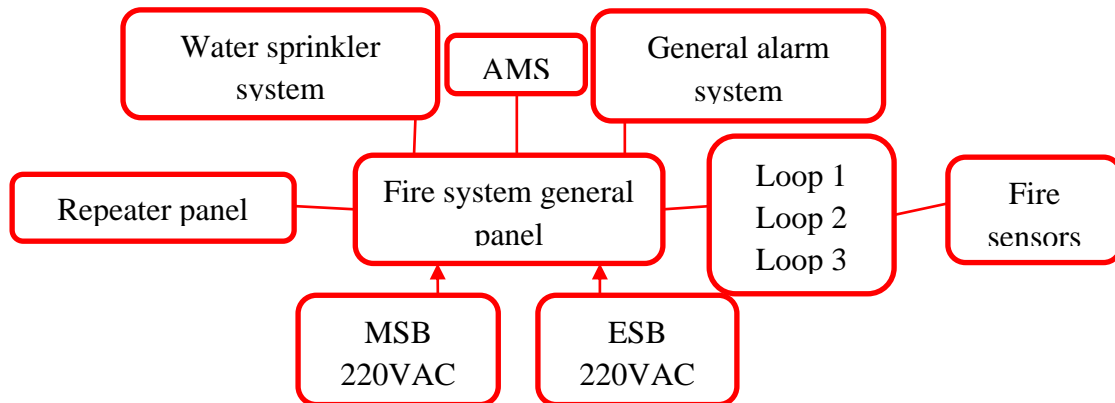 Water sprinkler
system
AMS
General alarm
system
Repeater panel
Fire system general
panel
Loop 1
Loop 2
Loop 3
Fire
sensors
MSB
220VAC
ESB
220VAC